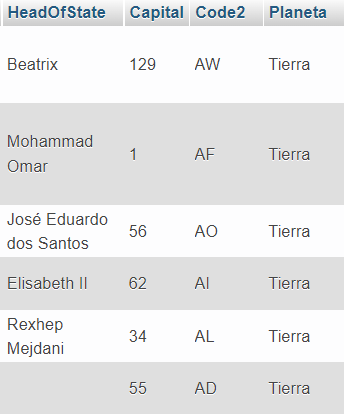 HeadOfState Capital Code2 Planeta
Beatrix 129 AW Tierra
Mohammad
Omar 1 AF Tierra
José Eduardo
dos Santos 56 AO Tierra
Elisabeth II 62 AI Tierra
Rexhep
Mejdani 34 AL Tierra
55 AD Tierra